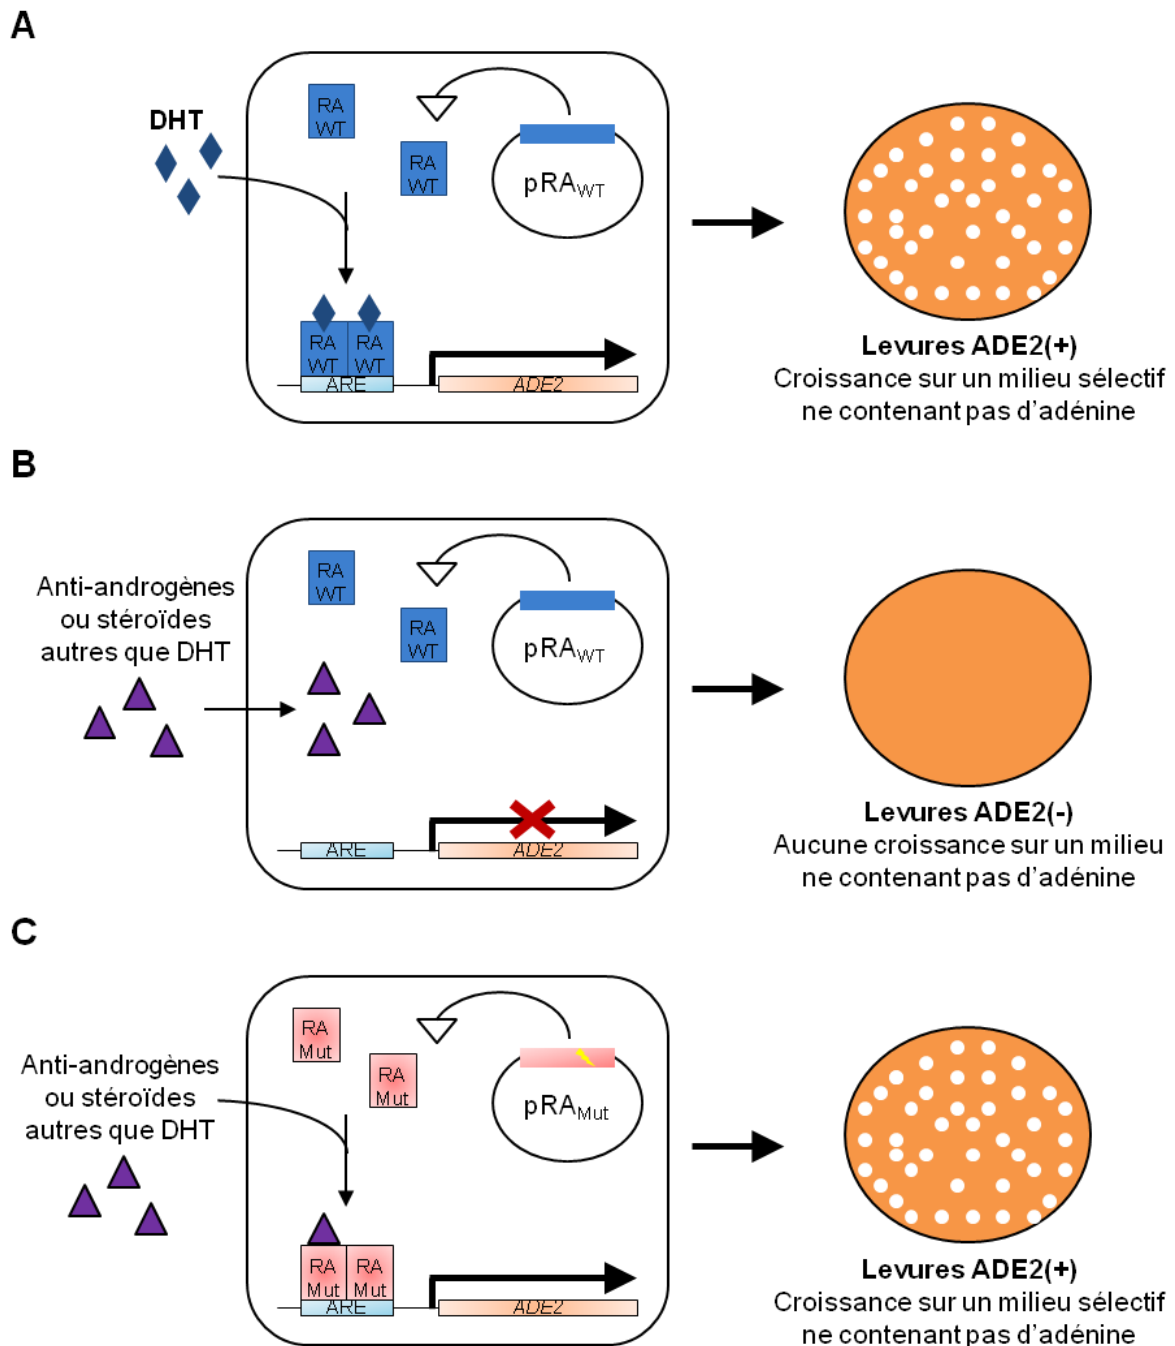 A
DHT
RA
WT
RA
WT
pRAWT
RA
WT
RA
WT
ARE
ADE2
Levures ADE2(+)
Croissance sur un milieu sélectif
ne contenant pas d'adénine
B
Anti-androgènes
ou stéroïdes
autres que DHT
RA
WT
RA
WT
pRAWT
ARE
ADE2
Levures ADE2(-)
Aucune croissance sur un milieu
ne contenant pas d'adénine
C
Anti-androgènes
ou stéroïdes
autres que DHT
RA
Mut
RA
Mut
pRAMut
RA
Mut
RA
Mut
ARE
ADE2
Levures ADE2(+)
Croissance sur un milieu sélectif
ne contenant pas d'adénine